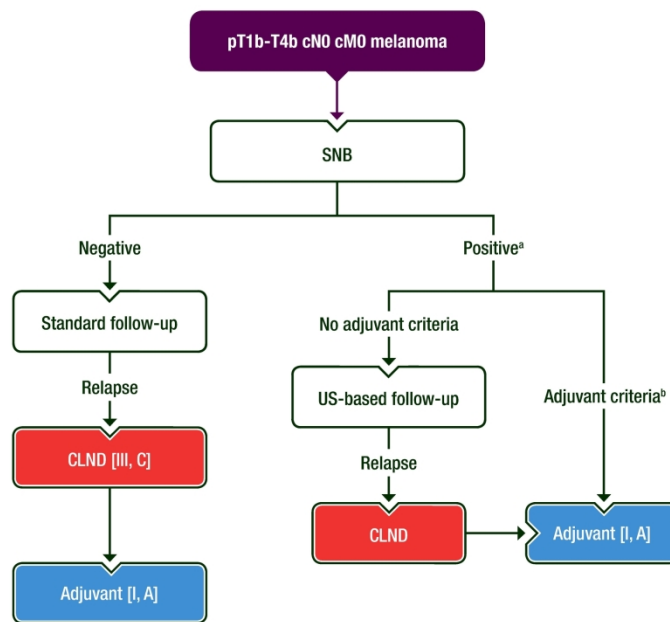 pT1b-T4b cN0 cM0 melanoma
SNB
Negative
Positiveᵃ
Standard follow-up
No adjuvant criteria
Relapse
US-based follow-up
Adjuvant criteriaᵇ
CLND [III, C]
Relapse
CLND
Adjuvant [I, A]
Adjuvant [I, A]